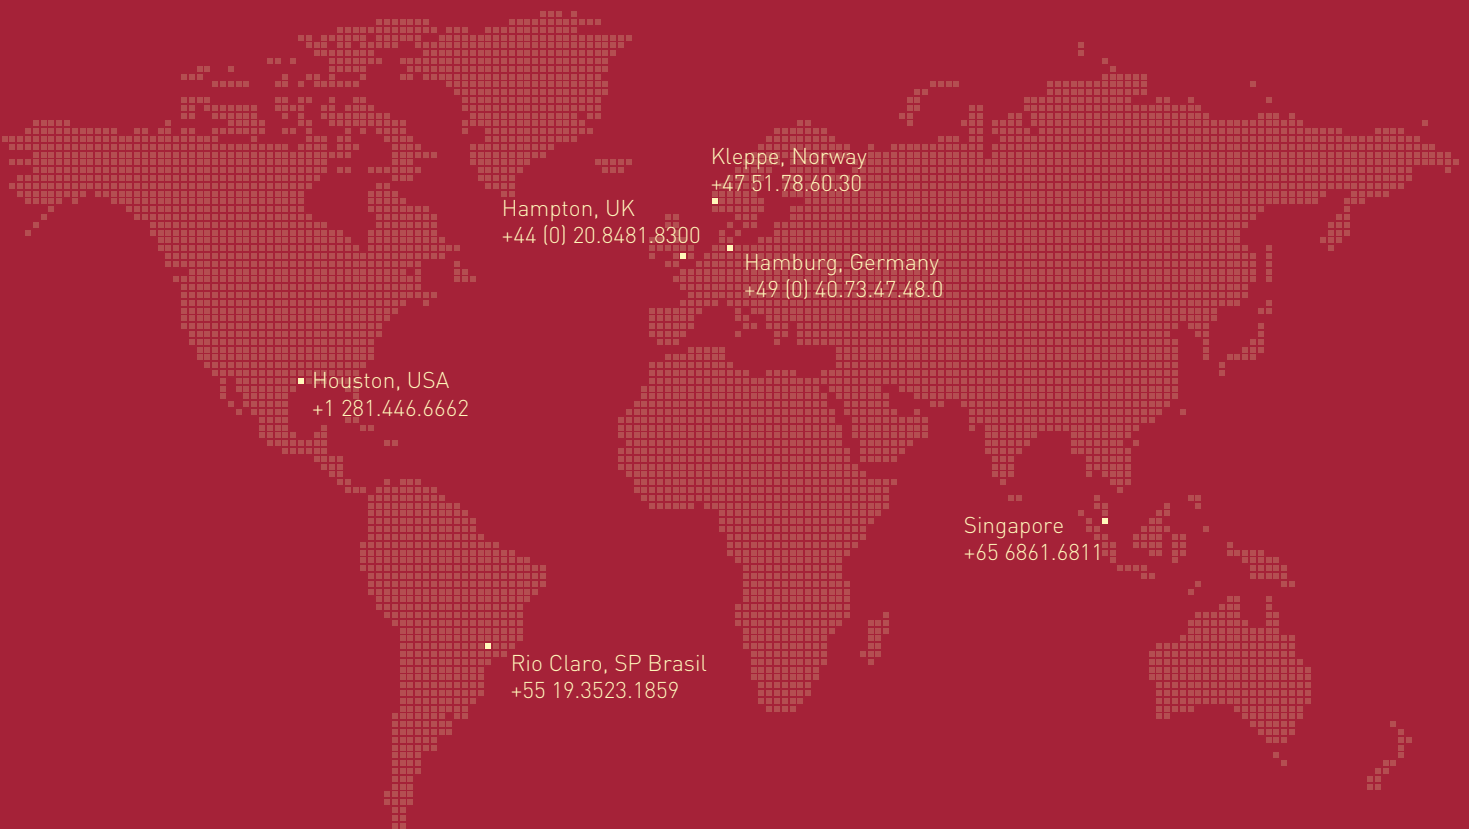 Kleppe, Norway
+47 51.78.60.30
Hampton, UK
+44 (0) 20.8481.8300
Hamburg, Germany
+49 (0) 40.73.47.48.0
Houston, USA
+1 281.446.6662
Singapore
+65 6861.6811
Rio Claro, SP Brasil
+55 19.3523.1859